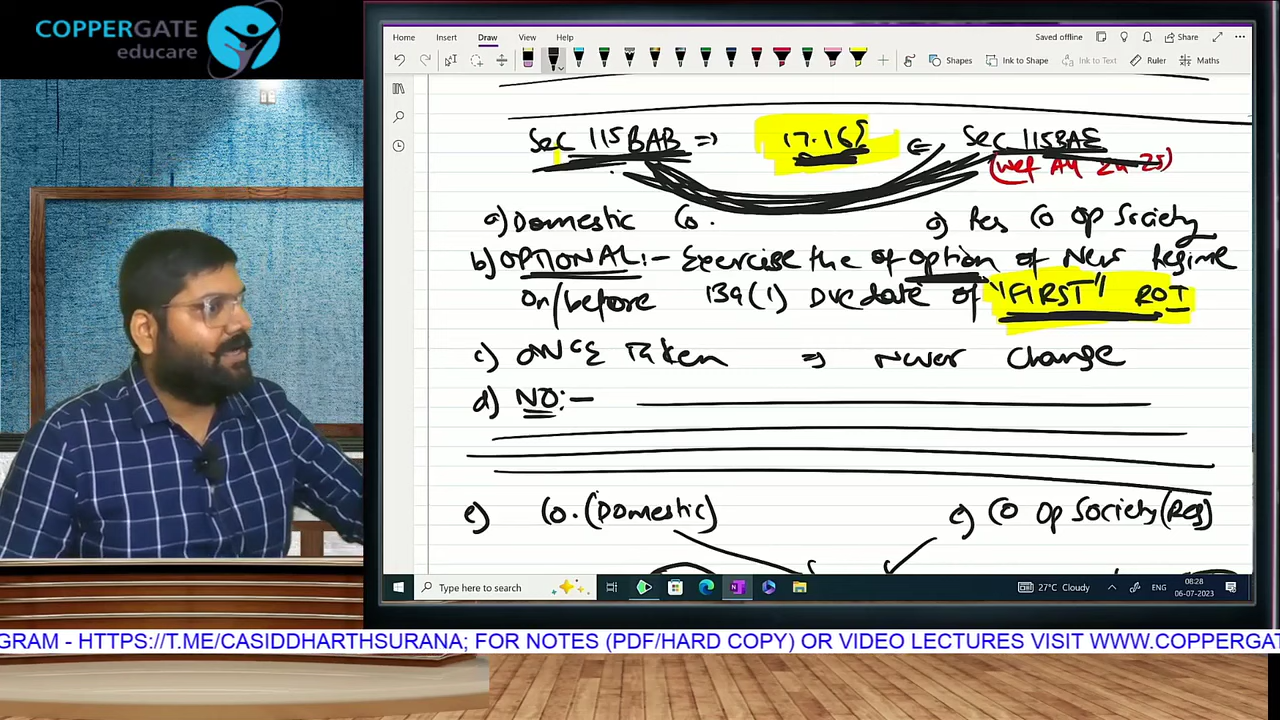 COPPERGATE
educare
Home Insert Draw View Help
Saved offline
Share
Shapes
Ink to Shape
Ink to Text
Ruler
Maths
Sec 115BAB ⇒ 17.16% ⇐ Sec 115BAE
(wef AY 24-25)
a) Domestic Co.
a) Res Co Op Society
b) OPTIONAL:- Exercise the of option of New Regime
on/before 139(1) Due date of "FIRST" ROI
c) ONCE Taken ⇒ Never Change
d) NO:-
e) Co. (Domestic)
e) Co Op Society (Res)
Type here to search
27°C Cloudy
ENG
08:28
06-07-2023
GRAM - HTTPS://T.ME/CASIDDHARTHSURANA; FOR NOTES (PDF/HARD COPY) OR VIDEO LECTURES VISIT WWW.COPPERGAT